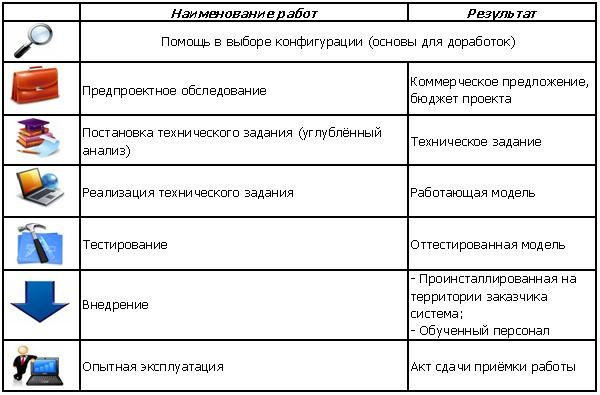 Наименование работ
Результат
Помощь в выборе конфигурации (основы для доработок)
Предпроектное обследование
Коммерческое предложение,
бюджет проекта
Постановка технического задания (углублённый
анализ)
Техническое задание
Реализация технического задания
Работающая модель
Тестирование
Оттестированная модель
Внедрение
- Проинсталлированная на
территории заказчика
система;
- Обученный персонал
Опытная эксплуатация
Акт сдачи приёмки работы